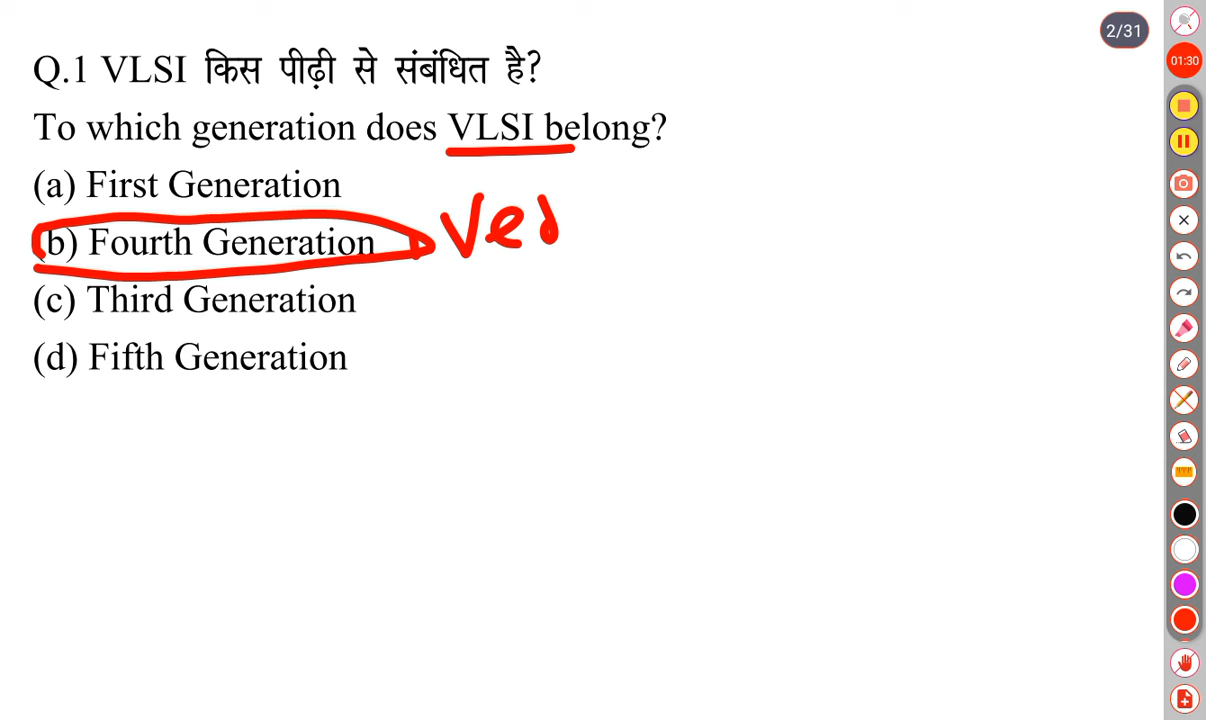 2/31
01:30
Q.1 VLSI किस पीढ़ी से संबंधित है?
To which generation does VLSI belong?
(a) First Generation
(b) Fourth Generation
(c) Third Generation
(d) Fifth Generation